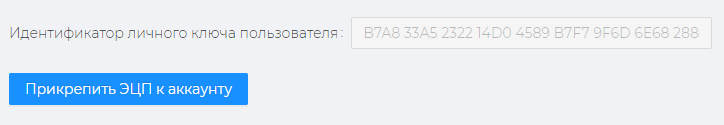 Идентификатор личного ключа пользователя: B7A8 33A5 2322 14D0 4589 B7F7 9F6D 6E68 288
Прикрепить ЭЦП к аккаунту